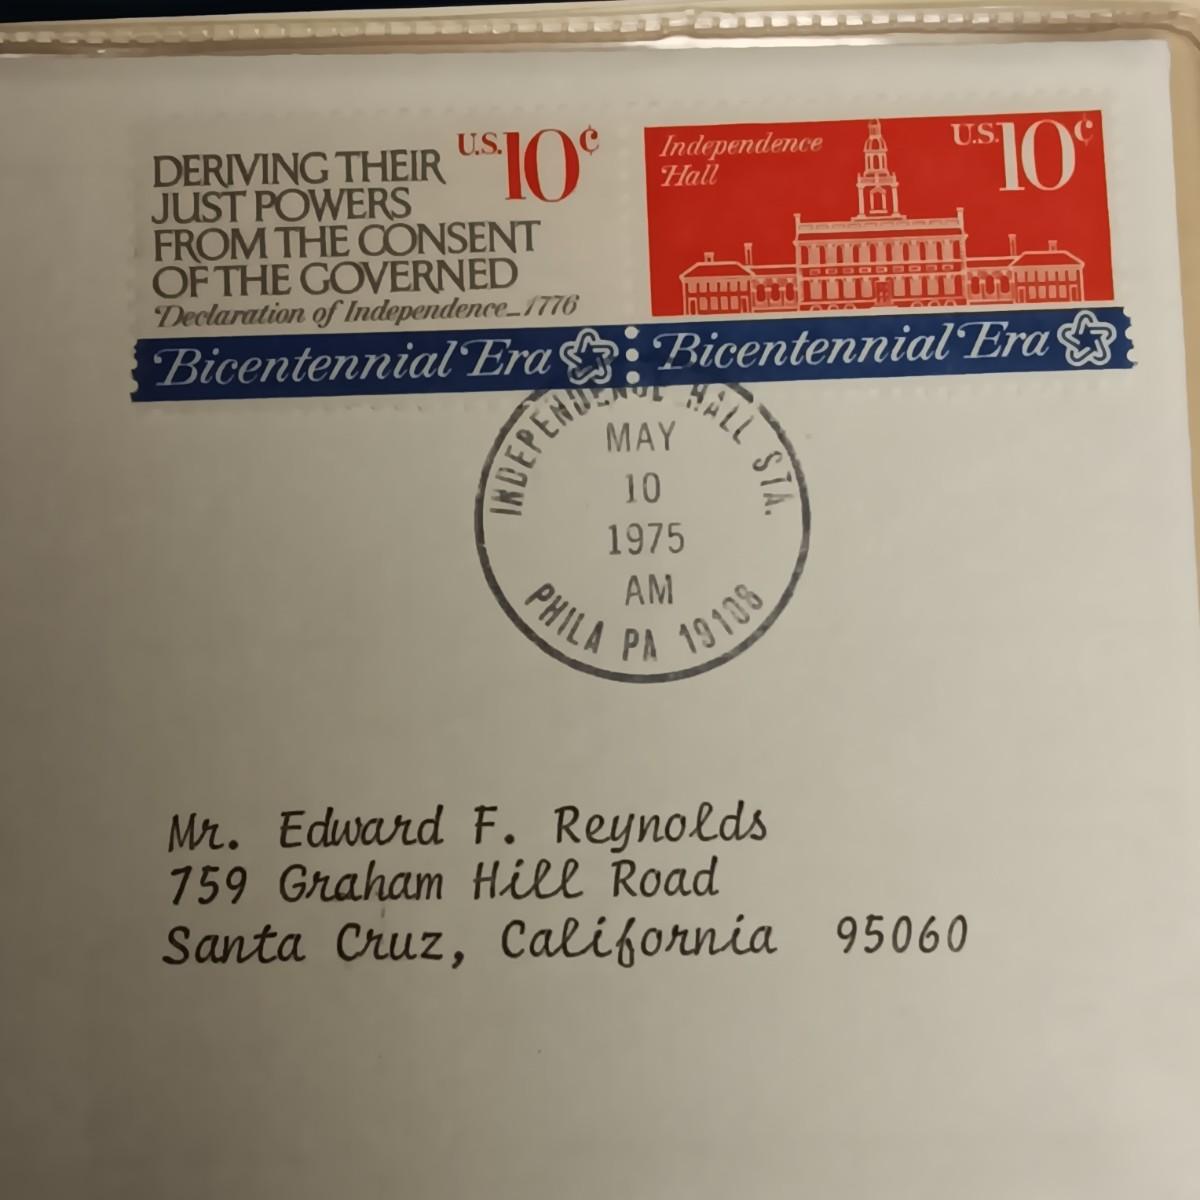 DERIVING THEIR
JUST POWERS
FROM THE CONSENT
OF THE GOVERNED
Declaration of Independence_1776
U.S. 10¢
Independence
Hall
U.S. 10¢
Bicentennial Era
Bicentennial Era
INDEPENDENCE HALL STA.
MAY
10
1975
AM
PHILA PA 19106
Mr. Edward F. Reynolds
759 Graham Hill Road
Santa Cruz, California 95060